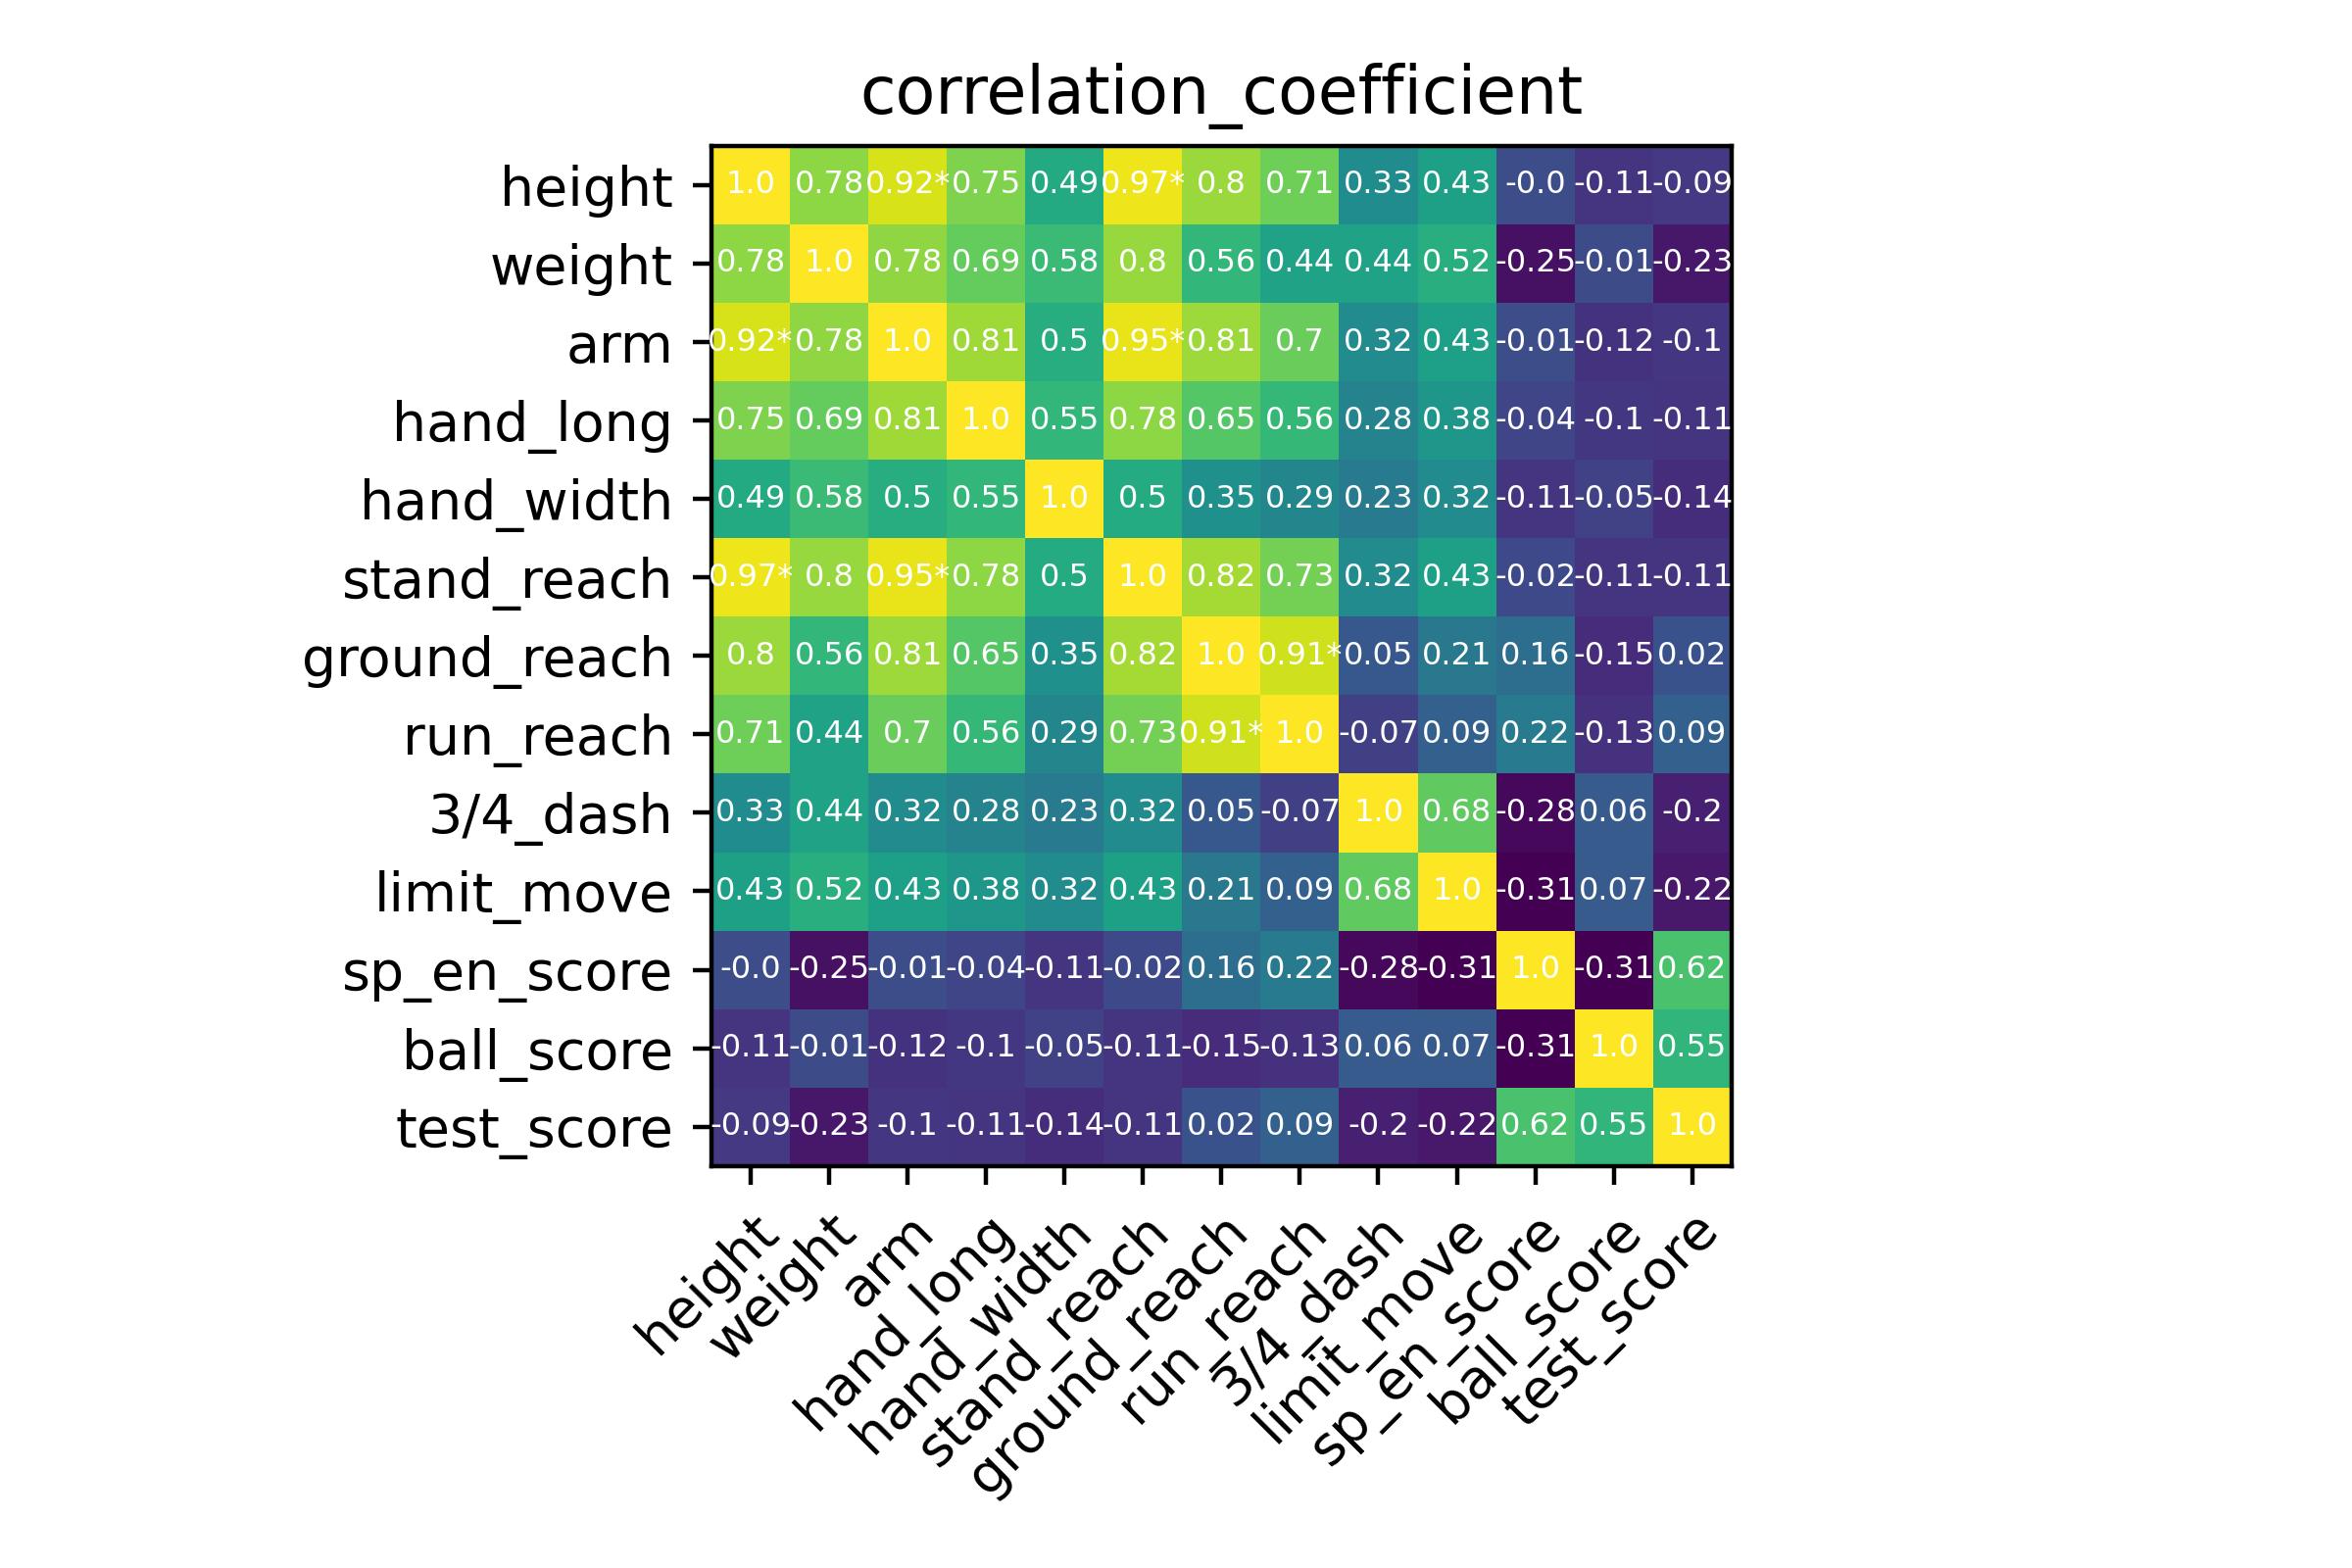 correlation_coefficient
height 1.0 0.78 0.92* 0.75 0.49 0.97* 0.8 0.71 0.33 0.43 -0.0 -0.11 -0.09
weight 0.78 1.0 0.78 0.69 0.58 0.8 0.56 0.44 0.44 0.52 -0.25 -0.01 -0.23
arm 0.92* 0.78 1.0 0.81 0.5 0.95* 0.81 0.7 0.32 0.43 -0.01 -0.12 -0.1
hand_long 0.75 0.69 0.81 1.0 0.55 0.78 0.65 0.56 0.28 0.38 -0.04 -0.1 -0.11
hand_width 0.49 0.58 0.5 0.55 1.0 0.5 0.35 0.29 0.23 0.32 -0.11 -0.05 -0.14
stand_reach 0.97* 0.8 0.95* 0.78 0.5 1.0 0.82 0.73 0.32 0.43 -0.02 -0.11 -0.11
ground_reach 0.8 0.56 0.81 0.65 0.35 0.82 1.0 0.91* 0.05 0.21 0.16 -0.15 0.02
run_reach 0.71 0.44 0.7 0.56 0.29 0.73 0.91* 1.0 -0.07 0.09 0.22 -0.13 0.09
3/4_dash 0.33 0.44 0.32 0.28 0.23 0.32 0.05 -0.07 1.0 0.68 -0.28 0.06 -0.2
limit_move 0.43 0.52 0.43 0.38 0.32 0.43 0.21 0.09 0.68 1.0 -0.31 0.07 -0.22
sp_en_score -0.0 -0.25 -0.01 -0.04 -0.11 -0.02 0.16 0.22 -0.28 -0.31 1.0 -0.31 0.62
ball_score -0.11 -0.01 -0.12 -0.1 -0.05 -0.11 -0.15 -0.13 0.06 0.07 -0.31 1.0 0.55
test_score -0.09 -0.23 -0.1 -0.11 -0.14 -0.11 0.02 0.09 -0.2 -0.22 0.62 0.55 1.0
height
weight
arm
hand_long
hand_width
stand_reach
ground_reach
run_reach
3/4_dash
limit_move
sp_en_score
ball_score
test_score